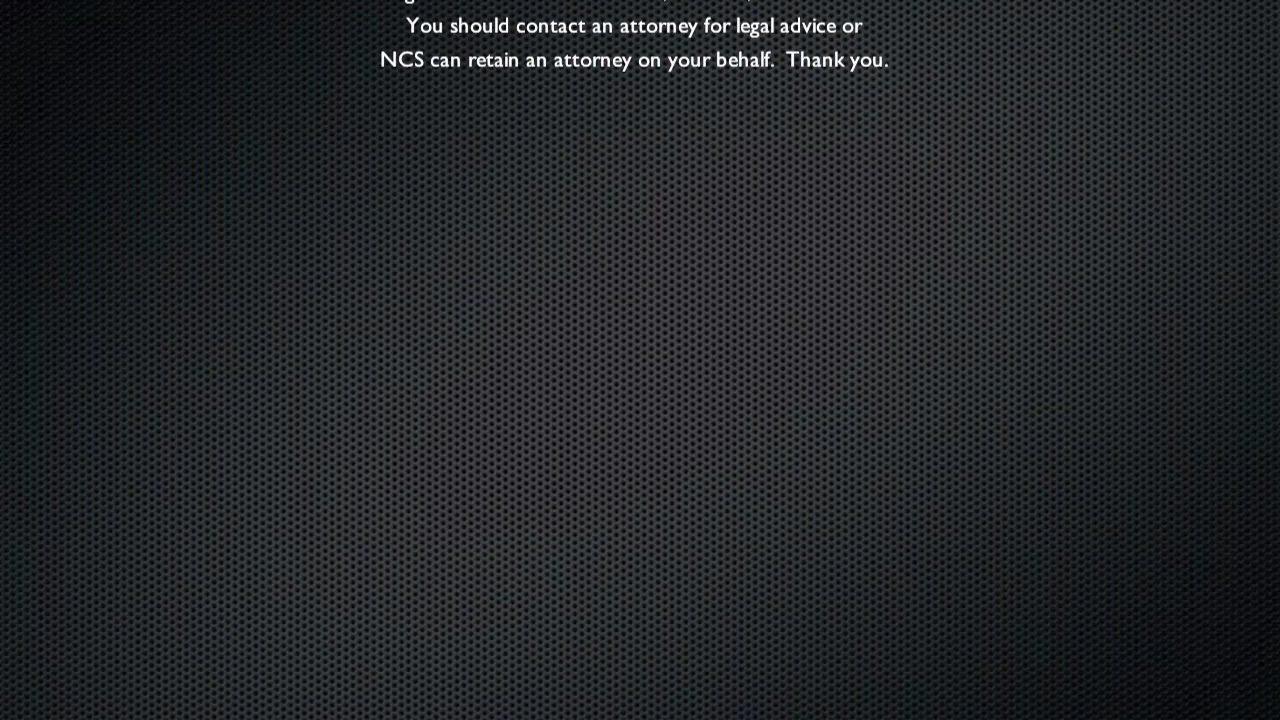 You should contact an attorney for legal advice or
NCS can retain an attorney on your behalf.  Thank you.